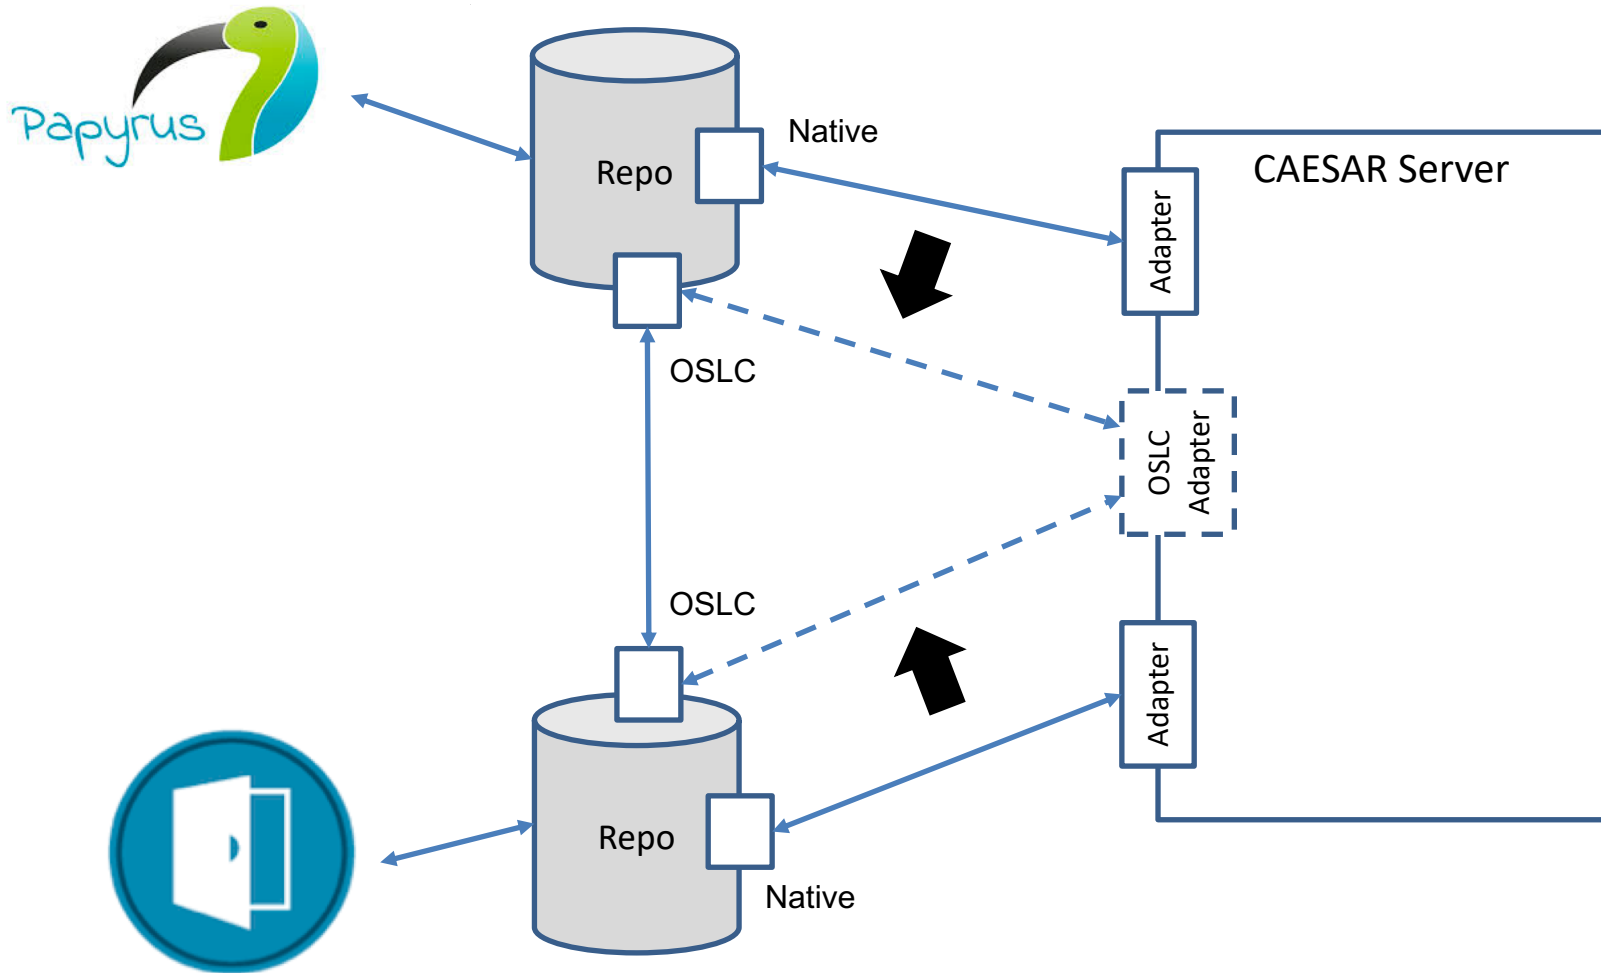 Papyrus
Repo
Native
CAESAR Server
Adapter
OSLC
OSLC
Adapter
OSLC
Adapter
Repo
Native